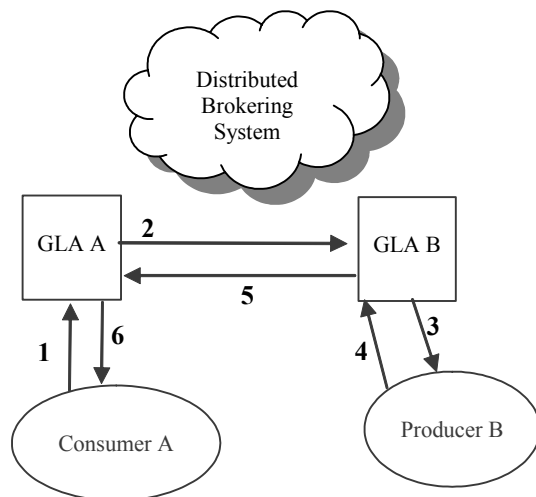 Distributed
Brokering
System
GLA A
2
GLA B
5
1
6
4
3
Consumer A
Producer B